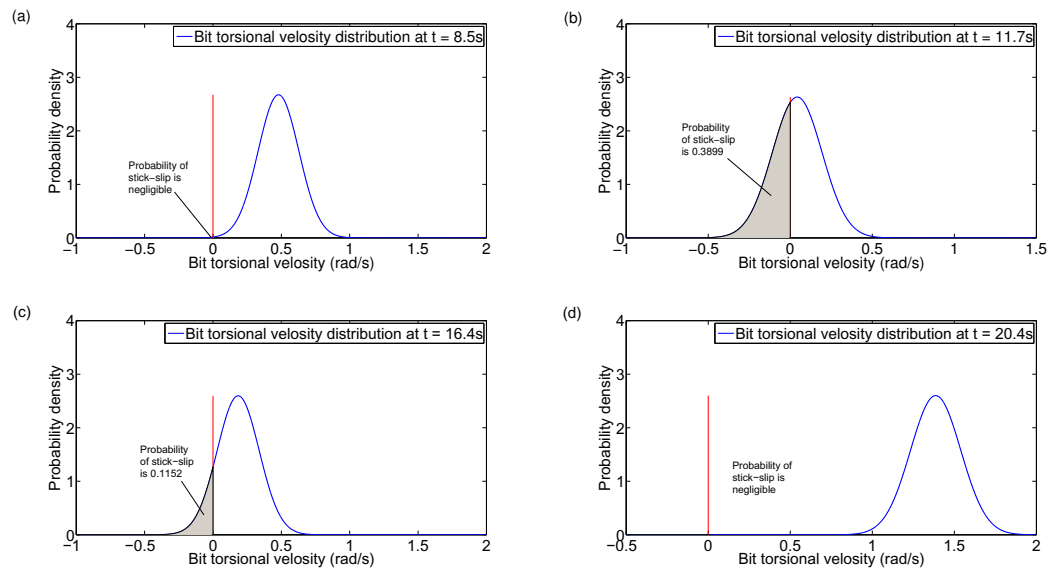 (a)
4
3
2
1
0
Probability density
Bit torsional velosity distribution at t = 8.5s
Probability of
stick−slip is
negligible
−1
−0.5
0
0.5
1
1.5
2
Bit torsional velocity (rad/s)
(b)
4
3
2
1
0
Probability density
Bit torsional velosity distribution at t = 11.7s
Probability
of stick−slip
is 0.3899
−1
−0.5
0
0.5
1
1.5
Bit torsional velocity (rad/s)
(c)
4
3
2
1
0
Probability density
Bit torsional velosity distribution at t = 16.4s
Probability
of stick−slip
is 0.1152
−1
−0.5
0
0.5
1
1.5
2
Bit torsional velocity (rad/s)
(d)
4
3
2
1
0
Probability density
Bit torsional velosity distribution at t = 20.4s
Probability of
stick−slip is
negligible
−0.5
0
0.5
1
1.5
2
Bit torsional velocity (rad/s)